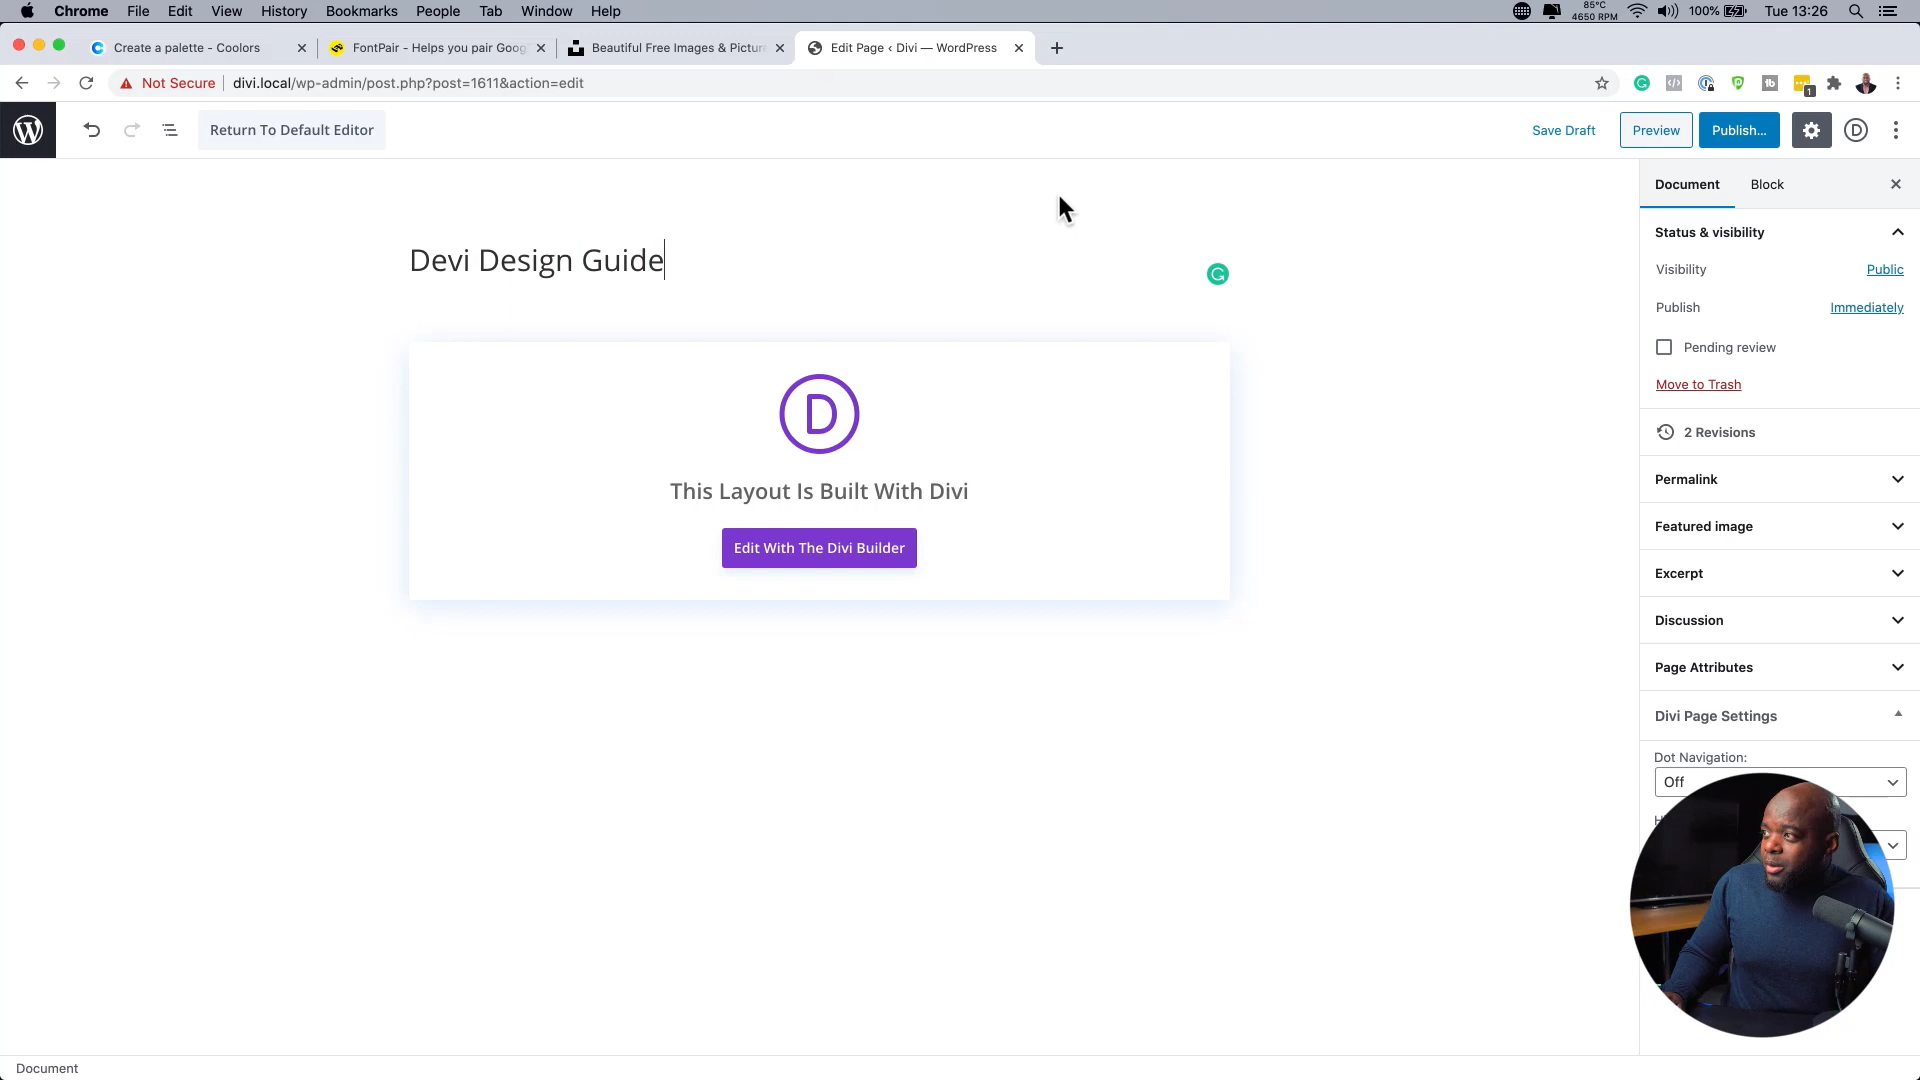 Chrome File Edit View History Bookmarks People Tab Window Help
85°C
4650 RPM
100%
Tue 13:26
Create a palette - Coolors
FontPair - Helps you pair Goog
Beautiful Free Images & Picture
Edit Page ‹ Divi — WordPress
Not Secure
divi.local/wp-admin/post.php?post=1611&action=edit
1
Return To Default Editor
Save Draft
Preview
Publish...
D
Document
Block
Devi Design Guide
Status & visibility
Visibility
Public
Publish
Immediately
Pending review
Move to Trash
2 Revisions
D
This Layout Is Built With Divi
Edit With The Divi Builder
Permalink
Featured image
Excerpt
Discussion
Page Attributes
Divi Page Settings
Dot Navigation:
Off
Document